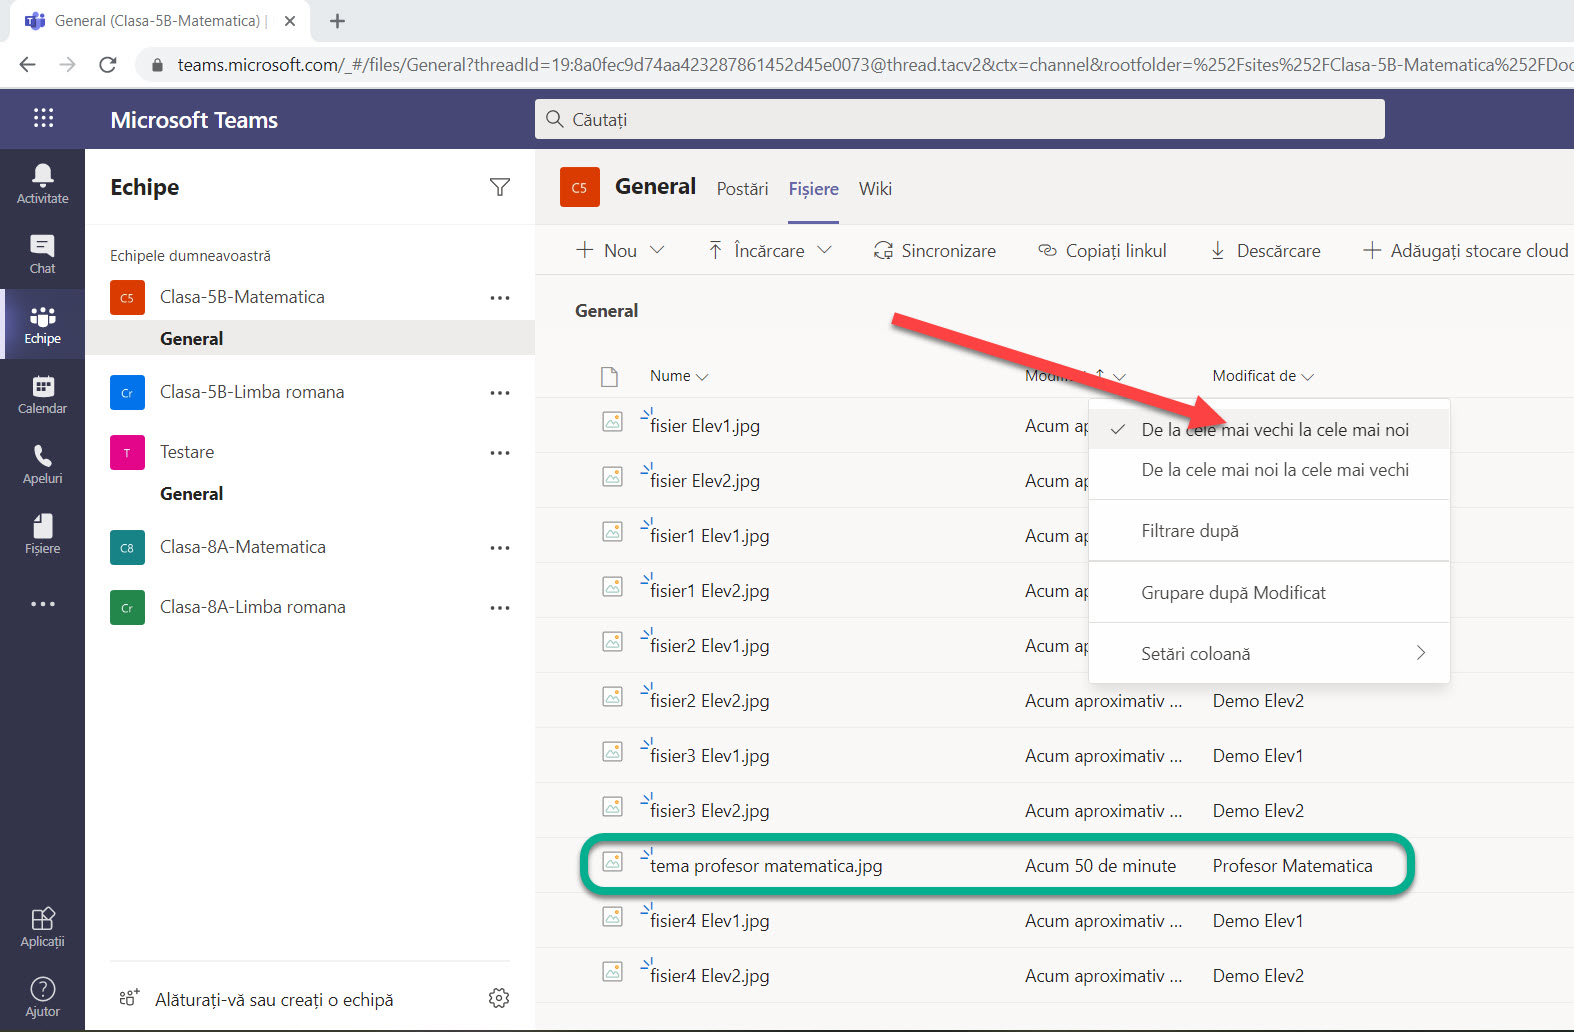 General (Clasa-5B-Matematica) |
teams.microsoft.com/_#/files/General?threadId=19:8a0fec9d74aa423287861452d45e0073@thread.tacv2&ctx=channel&rootfolder=%252Fsites%252FClasa-5B-Matematica%252FDoc
Microsoft Teams
Căutați
Activitate
Chat
Echipe
Calendar
Apeluri
Fișiere
Aplicații
Ajutor
Echipe
Echipele dumneavoastră
C5 Clasa-5B-Matematica
General
Cr Clasa-5B-Limba romana
T Testare
General
C8 Clasa-8A-Matematica
Cr Clasa-8A-Limba romana
Alăturați-vă sau creați o echipă
C5 General Postări Fișiere Wiki
Nou Încărcare Sincronizare Copiați linkul Descărcare Adăugați stocare cloud
General
Nume Modificat de
fisier Elev1.jpg Acum
fisier Elev2.jpg Acum
fisier1 Elev1.jpg Acum
fisier1 Elev2.jpg Acum
fisier2 Elev1.jpg Acum
fisier2 Elev2.jpg Acum aproximativ ... Demo Elev2
fisier3 Elev1.jpg Acum aproximativ ... Demo Elev1
fisier3 Elev2.jpg Acum aproximativ ... Demo Elev2
tema profesor matematica.jpg Acum 50 de minute Profesor Matematica
fisier4 Elev1.jpg Acum aproximativ ... Demo Elev1
fisier4 Elev2.jpg Acum aproximativ ... Demo Elev2
De la cele mai vechi la cele mai noi
De la cele mai noi la cele mai vechi
Filtrare după
Grupare după Modificat
Setări coloană